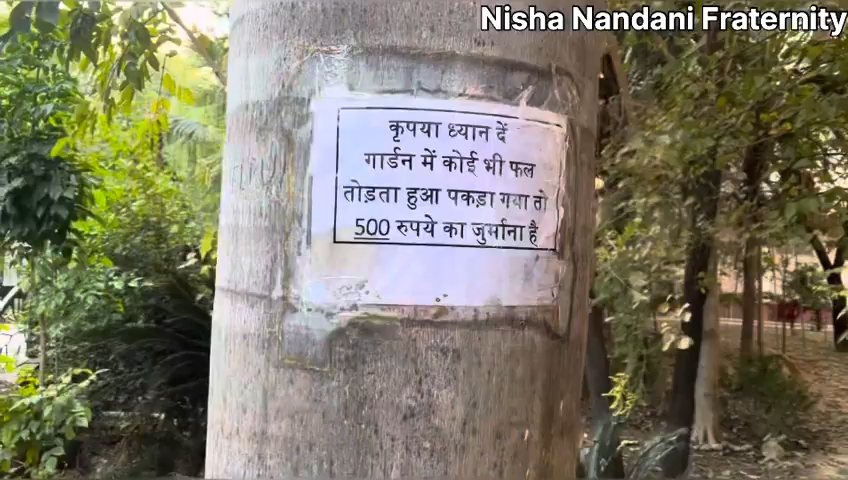 Nisha Nandani Fraternity
कृपया ध्यान दें
गार्डन में कोई भी फल
तोड़ता हुआ पकड़ा गया तो
500 रुपये का जुर्माना है